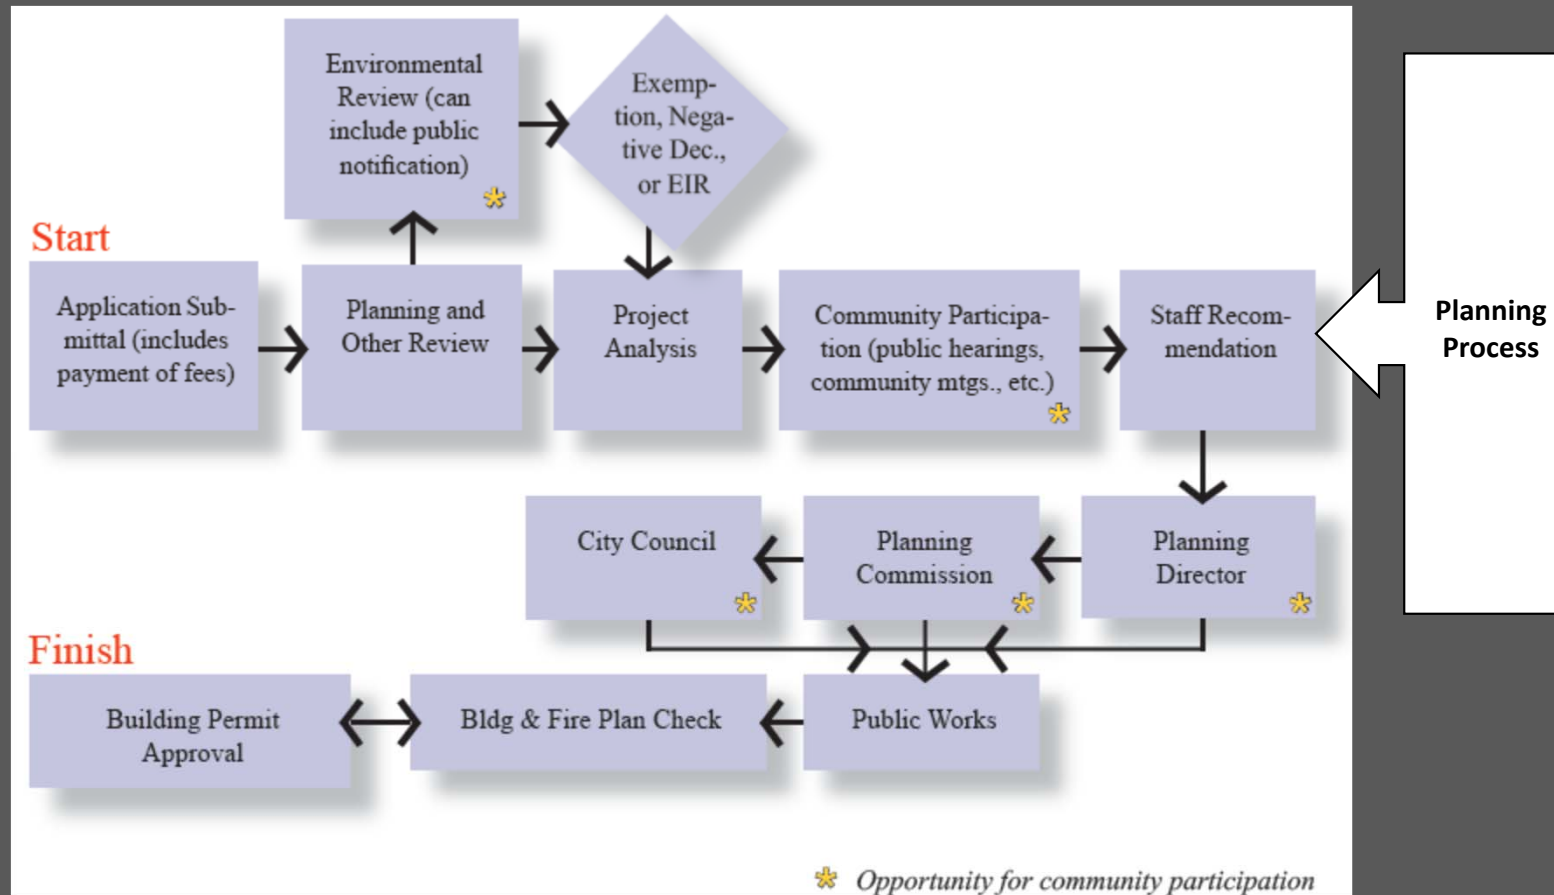 Environmental
Review (can
include public
notification)
*
Exemp-
tion, Nega-
tive Dec.,
or EIR
Start
Application Sub-
mittal (includes
payment of fees)
Planning and
Other Review
Project
Analysis
Community Participa-
tion (public hearings,
community mtgs., etc.)
*
Staff Recom-
mendation
Planning
Process
City Council
*
Planning
Commission
*
Planning
Director
*
Finish
Building Permit
Approval
Bldg & Fire Plan Check
Public Works
* Opportunity for community participation